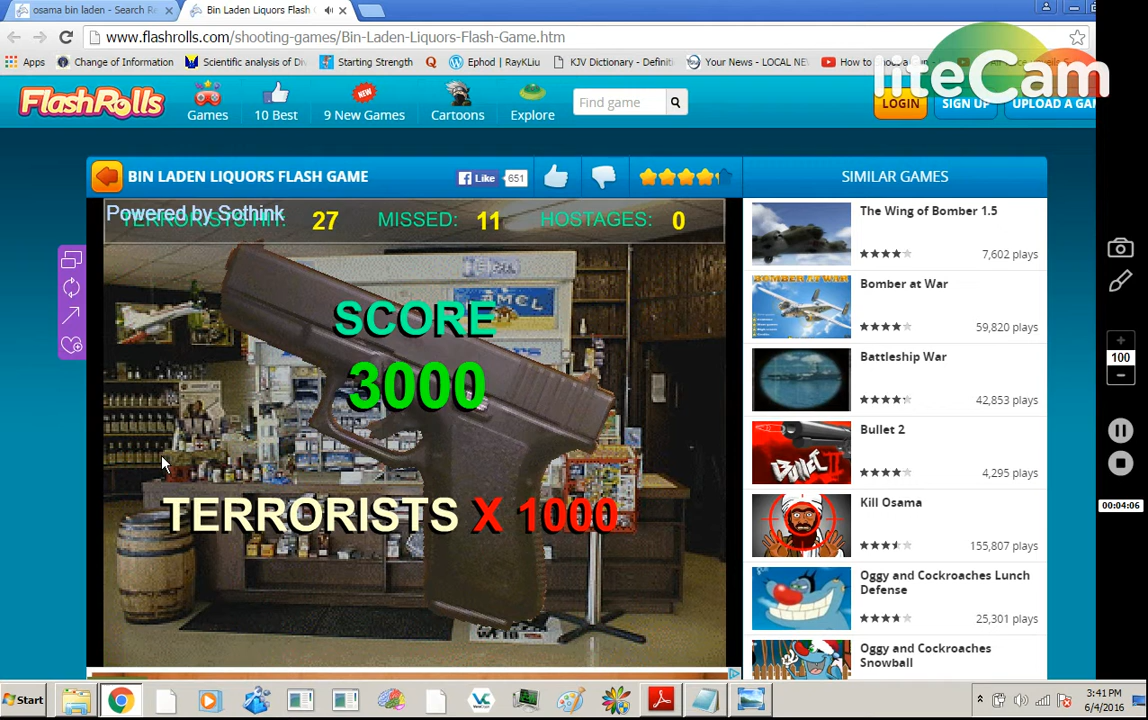 osama bin laden - Search R
Bin Laden Liquors Flash
www.flashrolls.com/shooting-games/Bin-Laden-Liquors-Flash-Game.htm
Apps
Change of Information
Scientific analysis of Di
Starting Strength
Ephod | RayKLiu
KJV Dictionary - Definiti
Your News - LOCAL NE
How to
liteCam
FlashRolls
Games
10 Best
NEW
9 New Games
Cartoons
Explore
Find game
LOGIN
SIGN UP
UPLOAD A GAM
BIN LADEN LIQUORS FLASH GAME
Like
651
SIMILAR GAMES
Powered by Sothink
TERRORISTS HIT: 27
MISSED: 11
HOSTAGES: 0
SCORE
3000
TERRORISTS X 1000
The Wing of Bomber 1.5
7,602 plays
Bomber at War
59,820 plays
Battleship War
42,853 plays
Bullet 2
4,295 plays
Kill Osama
155,807 plays
Oggy and Cockroaches Lunch
Defense
25,301 plays
Oggy and Cockroaches
Snowball
100
00:04:06
Start
3:41 PM
6/4/2016